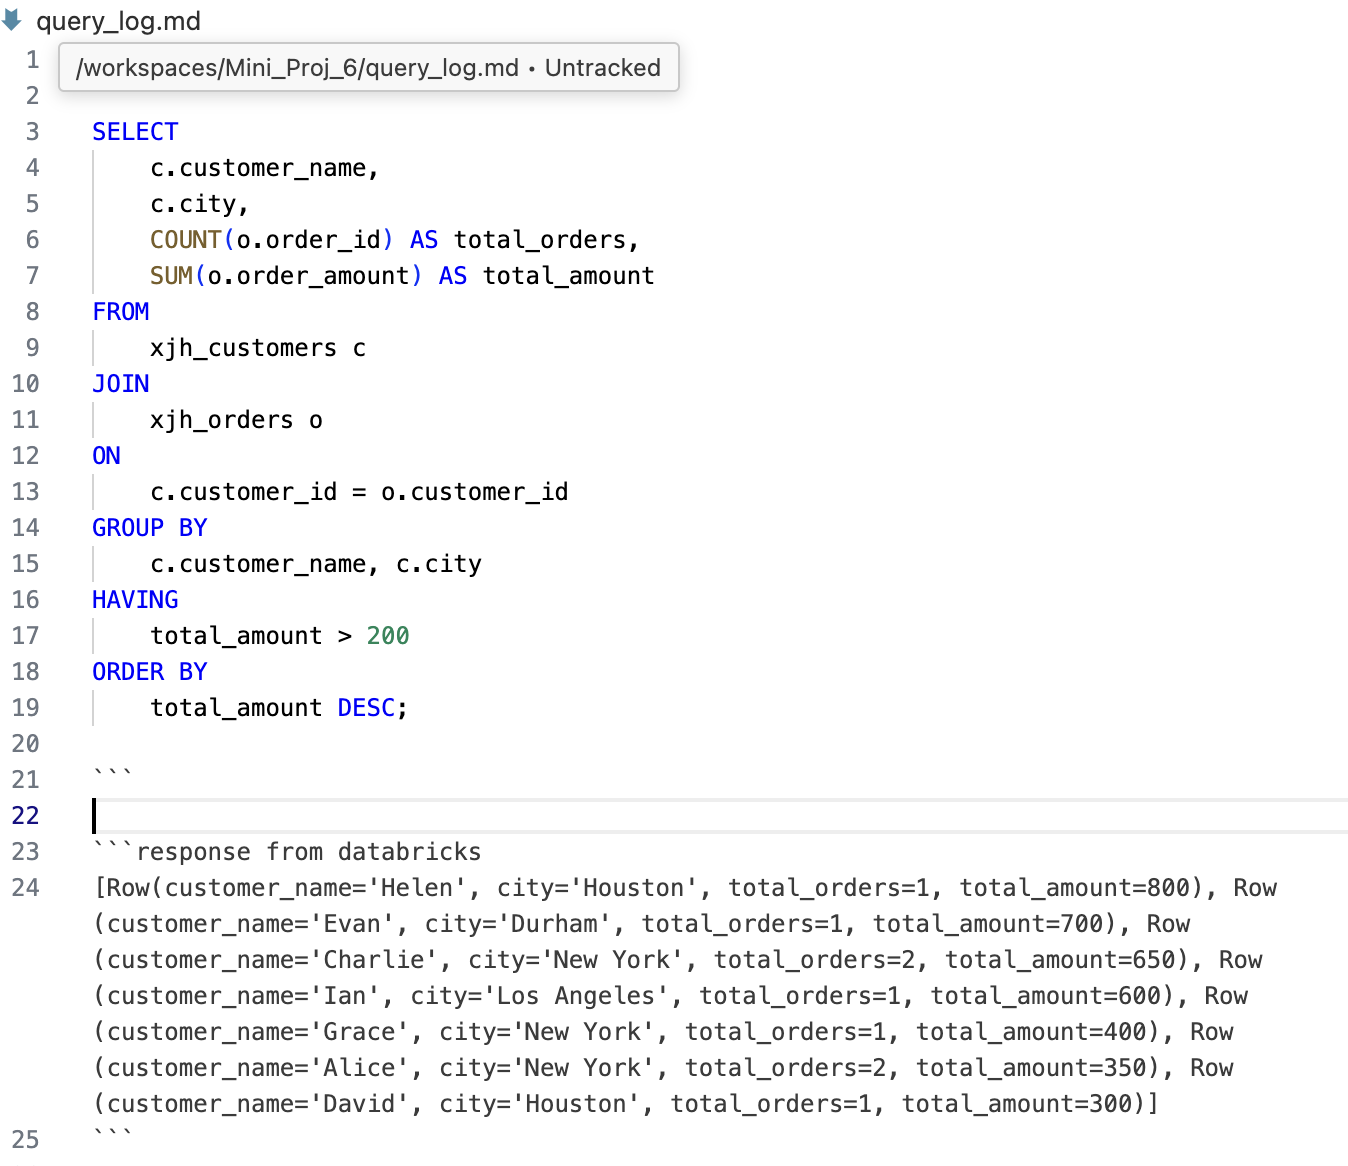 query_log.md
1
/workspaces/Mini_Proj_6/query_log.md • Untracked
2
3 SELECT
4     c.customer_name,
5     c.city,
6     COUNT(o.order_id) AS total_orders,
7     SUM(o.order_amount) AS total_amount
8 FROM
9     xjh_customers c
10 JOIN
11     xjh_orders o
12 ON
13     c.customer_id = o.customer_id
14 GROUP BY
15     c.customer_name, c.city
16 HAVING
17     total_amount > 200
18 ORDER BY
19     total_amount DESC;
20
21 ```
22
23 ```response from databricks
24 [Row(customer_name='Helen', city='Houston', total_orders=1, total_amount=800), Row
(customer_name='Evan', city='Durham', total_orders=1, total_amount=700), Row
(customer_name='Charlie', city='New York', total_orders=2, total_amount=650), Row
(customer_name='Ian', city='Los Angeles', total_orders=1, total_amount=600), Row
(customer_name='Grace', city='New York', total_orders=1, total_amount=400), Row
(customer_name='Alice', city='New York', total_orders=2, total_amount=350), Row
(customer_name='David', city='Houston', total_orders=1, total_amount=300)]
25 ```